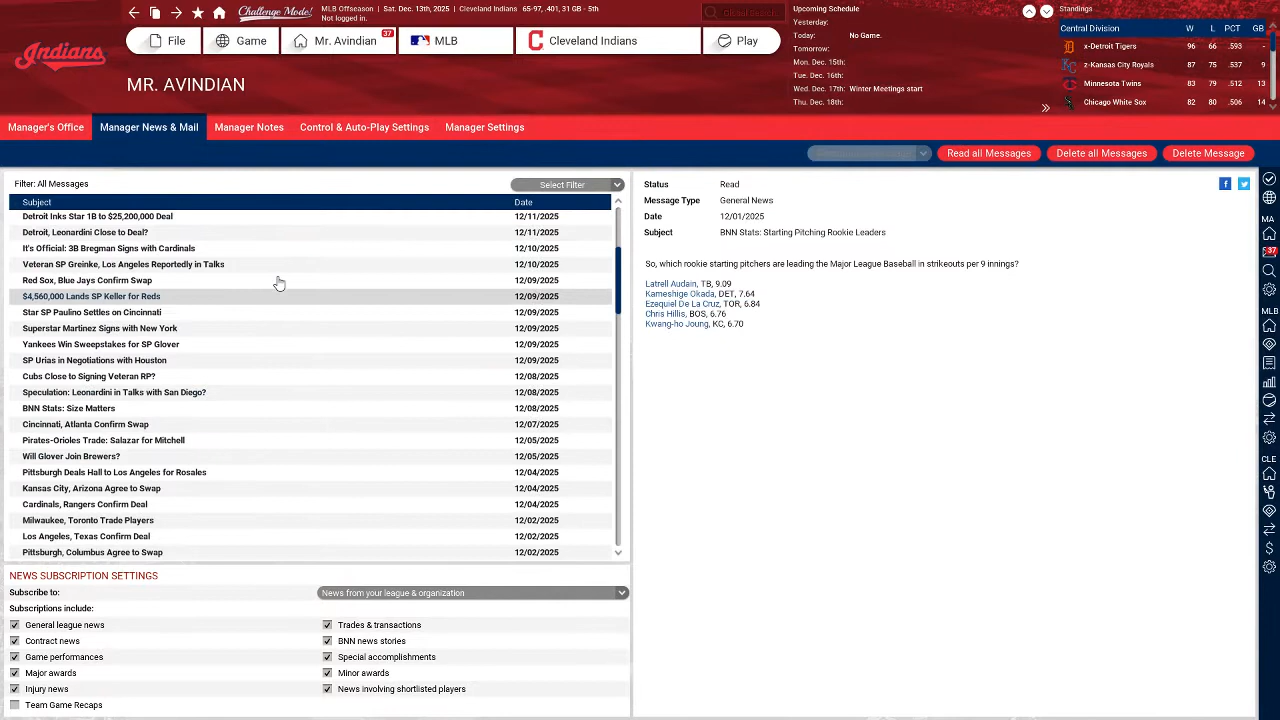 Challenge Mode!
MLB Offseason Sat. Dec. 13th, 2025 Cleveland Indians 65-97, .401, 31 GB - 5th
Not logged in.
Indians
File
Game
Mr. Avindian
37
MLB
Cleveland Indians
Play
MR. AVINDIAN
Upcoming Schedule
Yesterday:
Today: No Game.
Tomorrow:
Mon. Dec. 15th:
Tue. Dec. 16th:
Wed. Dec. 17th: Winter Meetings start
Thu. Dec. 18th:
Standings
Central Division W L PCT GB
x-Detroit Tigers 96 66 .593 -
z-Kansas City Royals 87 75 .537 9
Minnesota Twins 83 79 .512 13
Chicago White Sox 82 80 .506 14
Manager's Office
Manager News & Mail
Manager Notes
Control & Auto-Play Settings
Manager Settings
Read all Messages
Delete all Messages
Delete Message
Filter: All Messages
Select Filter
Subject Date
Detroit Inks Star 1B to $25,200,000 Deal 12/11/2025
Detroit, Leonardini Close to Deal? 12/11/2025
It's Official: 3B Bregman Signs with Cardinals 12/10/2025
Veteran SP Greinke, Los Angeles Reportedly in Talks 12/10/2025
Red Sox, Blue Jays Confirm Swap 12/09/2025
$4,560,000 Lands SP Keller for Reds 12/09/2025
Star SP Paulino Settles on Cincinnati 12/09/2025
Superstar Martinez Signs with New York 12/09/2025
Yankees Win Sweepstakes for SP Glover 12/09/2025
SP Urias in Negotiations with Houston 12/09/2025
Cubs Close to Signing Veteran RP? 12/08/2025
Speculation: Leonardini in Talks with San Diego? 12/08/2025
BNN Stats: Size Matters 12/08/2025
Cincinnati, Atlanta Confirm Swap 12/07/2025
Pirates-Orioles Trade: Salazar for Mitchell 12/05/2025
Will Glover Join Brewers? 12/05/2025
Pittsburgh Deals Hall to Los Angeles for Rosales 12/04/2025
Kansas City, Arizona Agree to Swap 12/04/2025
Cardinals, Rangers Confirm Deal 12/04/2025
Milwaukee, Toronto Trade Players 12/02/2025
Los Angeles, Texas Confirm Deal 12/02/2025
Pittsburgh, Columbus Agree to Swap 12/02/2025
NEWS SUBSCRIPTION SETTINGS
Subscribe to: News from your league & organization
Subscriptions include:
General league news Trades & transactions
Contract news BNN news stories
Game performances Special accomplishments
Major awards Minor awards
Injury news News involving shortlisted players
Team Game Recaps
Status Read
Message Type General News
Date 12/01/2025
Subject BNN Stats: Starting Pitching Rookie Leaders
So, which rookie starting pitchers are leading the Major League Baseball in strikeouts per 9 innings?
Latrell Audain, TB, 9.09
Kameshige Okada, DET, 7.64
Ezequiel De La Cruz, TOR, 6.84
Chris Hillis, BOS, 6.76
Kwang-ho Joung, KC, 6.70
MA
37
MLB
CLE